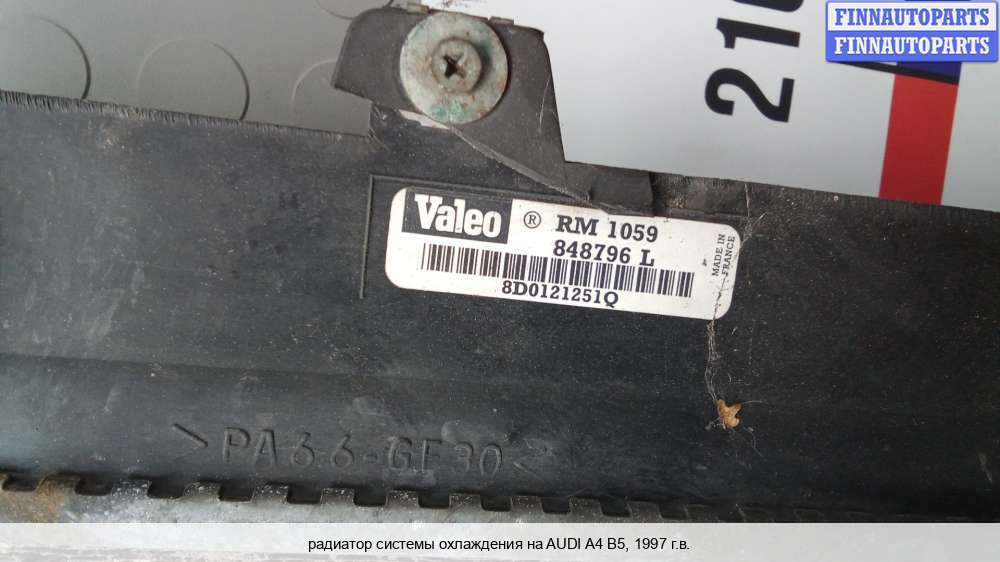 FINNAUTOPARTS
FINNAUTOPARTS
210
Valeo ® RM 1059
848796 L
8D0121251Q
MADE IN
FRANCE
>PA66-GF30<
радиатор системы охлаждения на AUDI A4 B5, 1997 г.в.